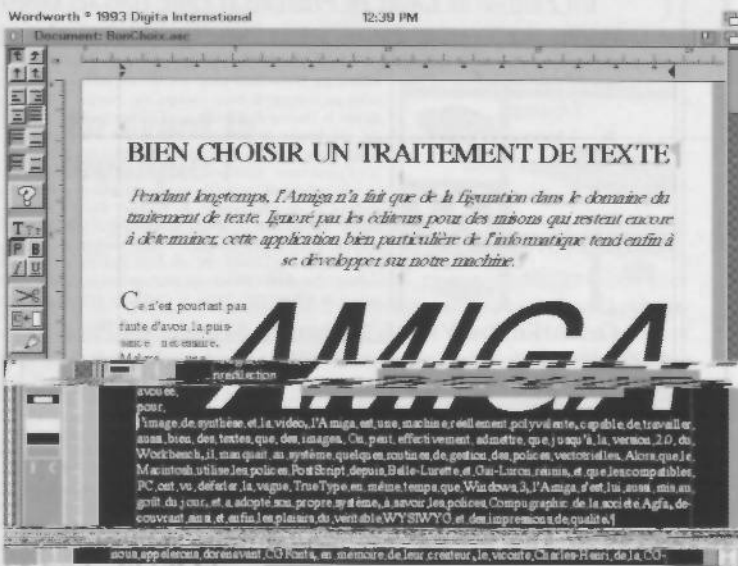 Wordworth ® 1993 Digita International 12:39 PM
Document: BonChoix.asc
BIEN CHOISIR UN TRAITEMENT DE TEXTE
Pendant longtemps, l'Amiga n'a fait que de la figuration dans le domaine du
traitement de texte. Ignoré par les éditeurs pour des raisons qui restent encore
à déterminer, cette application bien particulière de l'informatique tend enfin à
se développer sur notre machine.
Ce n'est pourtant pas
faute d'avoir la puis-
sance nécessaire.
AMIGA
prédilection
avouée,
pour,
l'image de synthèse et la vidéo, l'Amiga est une machine réellement polyvalente, capable de travailler
aussi bien des textes que des images. On peut effectivement admettre que jusqu'à la version 2.0 du
Workbench, il manquait au système quelques routines de gestion des polices vectorielles. Alors que le
Macintosh utilise les polices PostScript depuis Belle-Lurette et Gai-Luron réunis, et que les compatibles
PC ont vu déferler la vague TrueType en même temps que Windows 3, l'Amiga s'est lui aussi mis au
goût du jour, et a adopté son propre système, à savoir les polices Compugraphic de la société Agfa, dé-
couvrant ainsi et enfin les plaisirs du véritable WYSIWYG et des impressions de qualité.¶
nous appelerons dorénavant CG Fonts, en mémoire de leur créateur, le vicomte Charles-Henri de la CG-